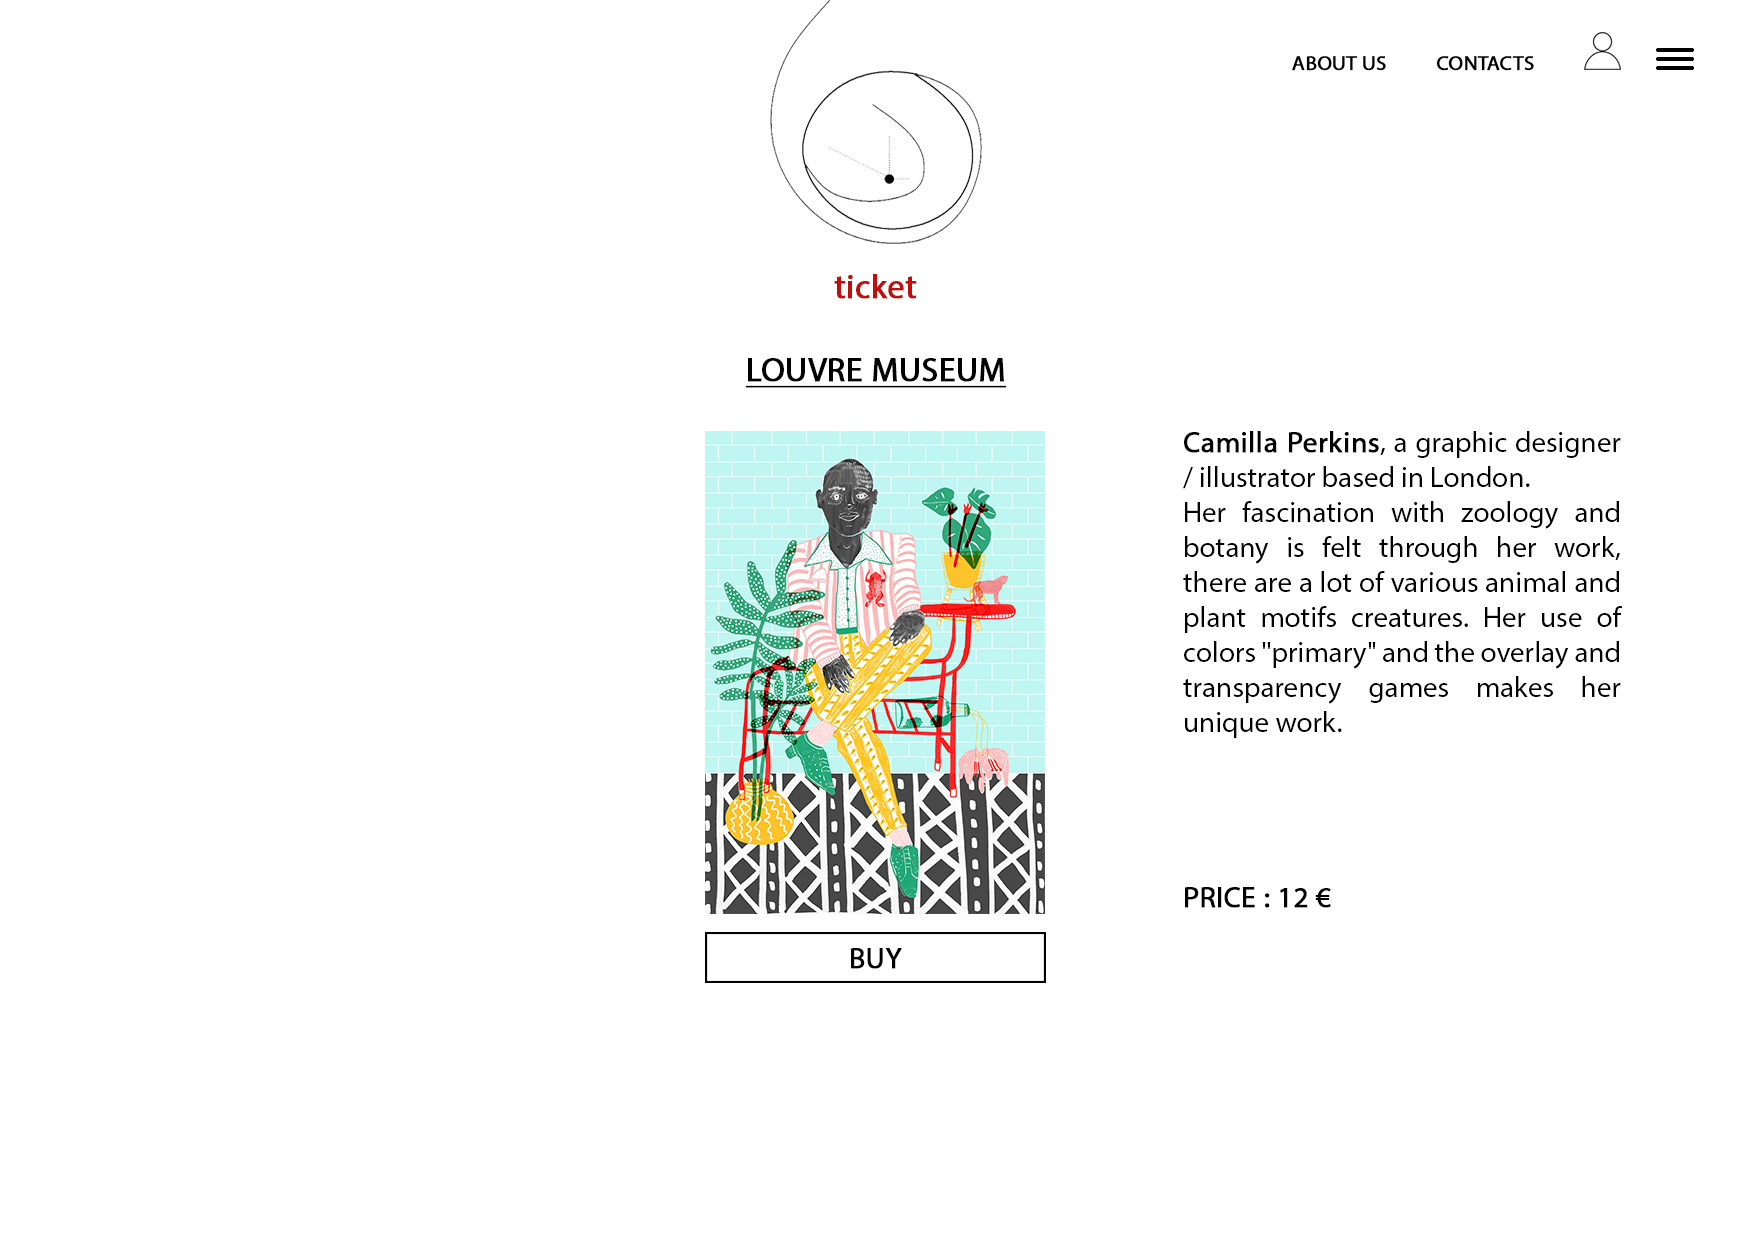 ABOUT US
CONTACTS
ticket
LOUVRE MUSEUM
Camilla Perkins, a graphic designer
/ illustrator based in London.
Her fascination with zoology and
botany is felt through her work,
there are a lot of various animal and
plant motifs creatures. Her use of
colors "primary" and the overlay and
transparency games makes her
unique work.
PRICE : 12 €
BUY